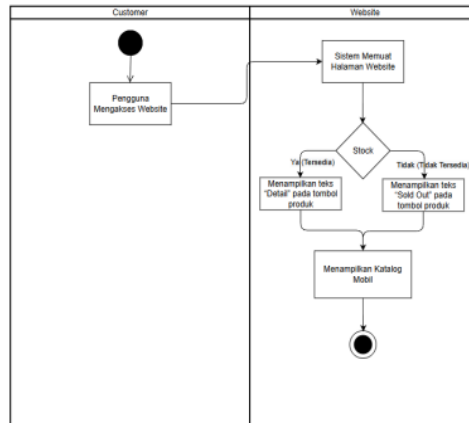 Customer
Website
Pengguna
Mengakses Website
Sistem Memuat
Halaman Website
Stock
Ya (Tersedia)
Tidak (Tidak Tersedia)
Menampilkan teks
"Detail" pada tombol
produk
Menampilkan teks
"Sold Out" pada
tombol produk
Menampilkan Katalog
Mobil